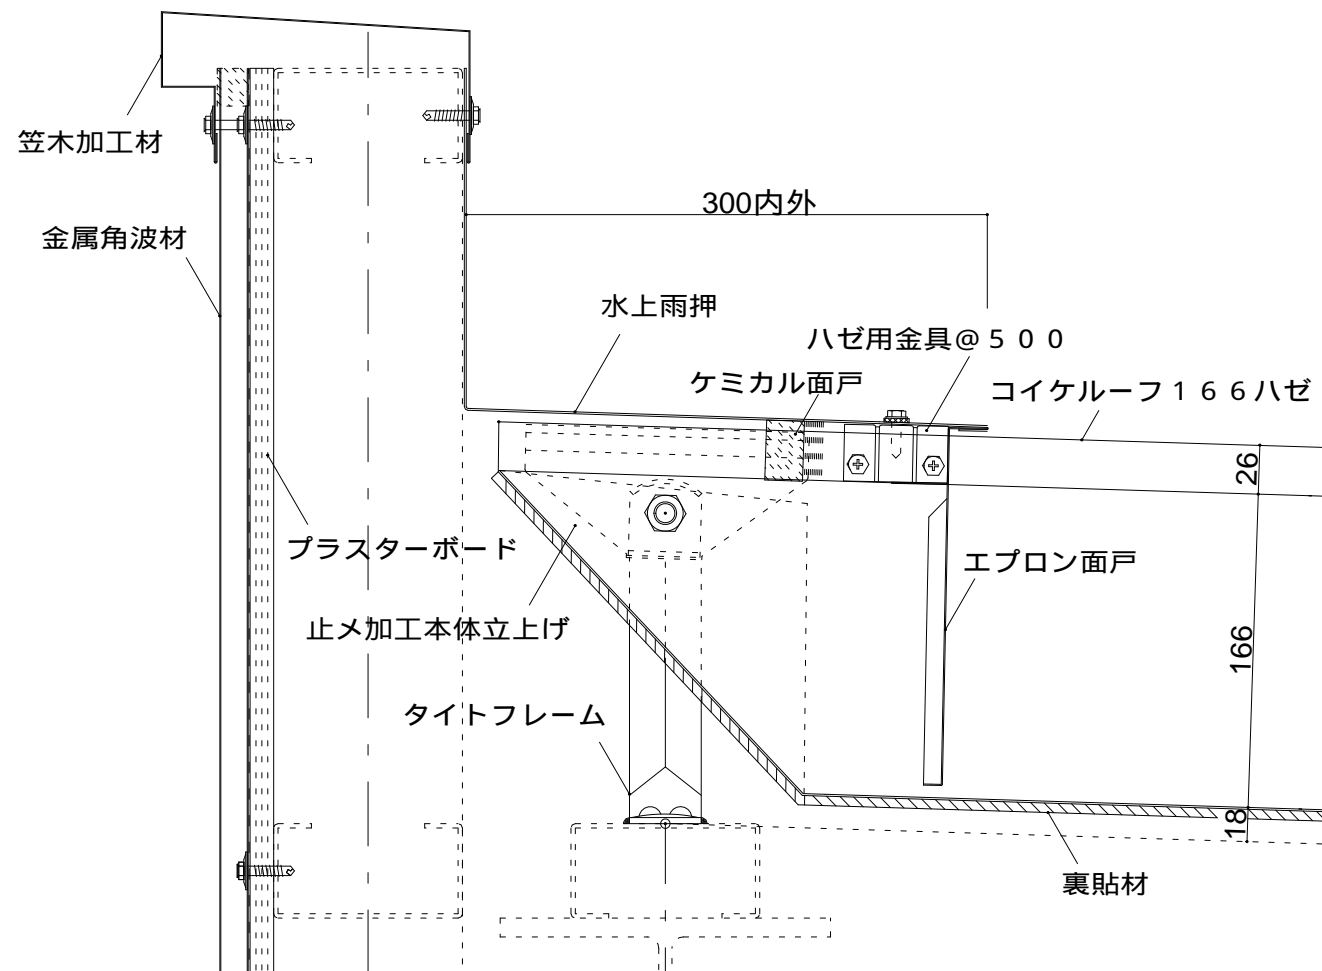 笠木加工材
300内外
金属角波材
水上雨押
ハゼ用金具@５００
ケミカル面戸
コイケルーフ１６６ハゼ
26
プラスターボード
エプロン面戸
止メ加工本体立上げ
166
タイトフレーム
18
裏貼材